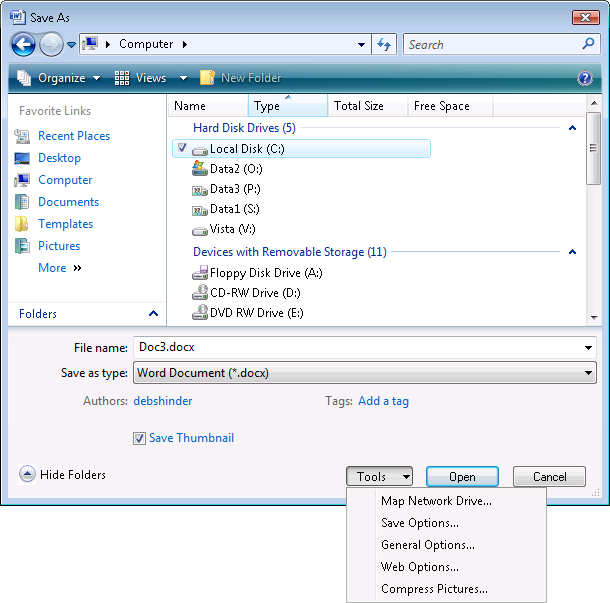 Save As
Computer
Search
Organize Views New Folder
Favorite Links
Recent Places
Desktop
Computer
Documents
Templates
Pictures
More »
Folders
Name Type Total Size Free Space
Hard Disk Drives (5)
Local Disk (C:)
Data2 (O:)
Data3 (P:)
Data1 (S:)
Vista (V:)
Devices with Removable Storage (11)
Floppy Disk Drive (A:)
CD-RW Drive (D:)
DVD RW Drive (E:)
File name: Doc3.docx
Save as type: Word Document (*.docx)
Authors: debshinder Tags: Add a tag
Save Thumbnail
Hide Folders Tools Open Cancel
Map Network Drive...
Save Options...
General Options...
Web Options...
Compress Pictures...